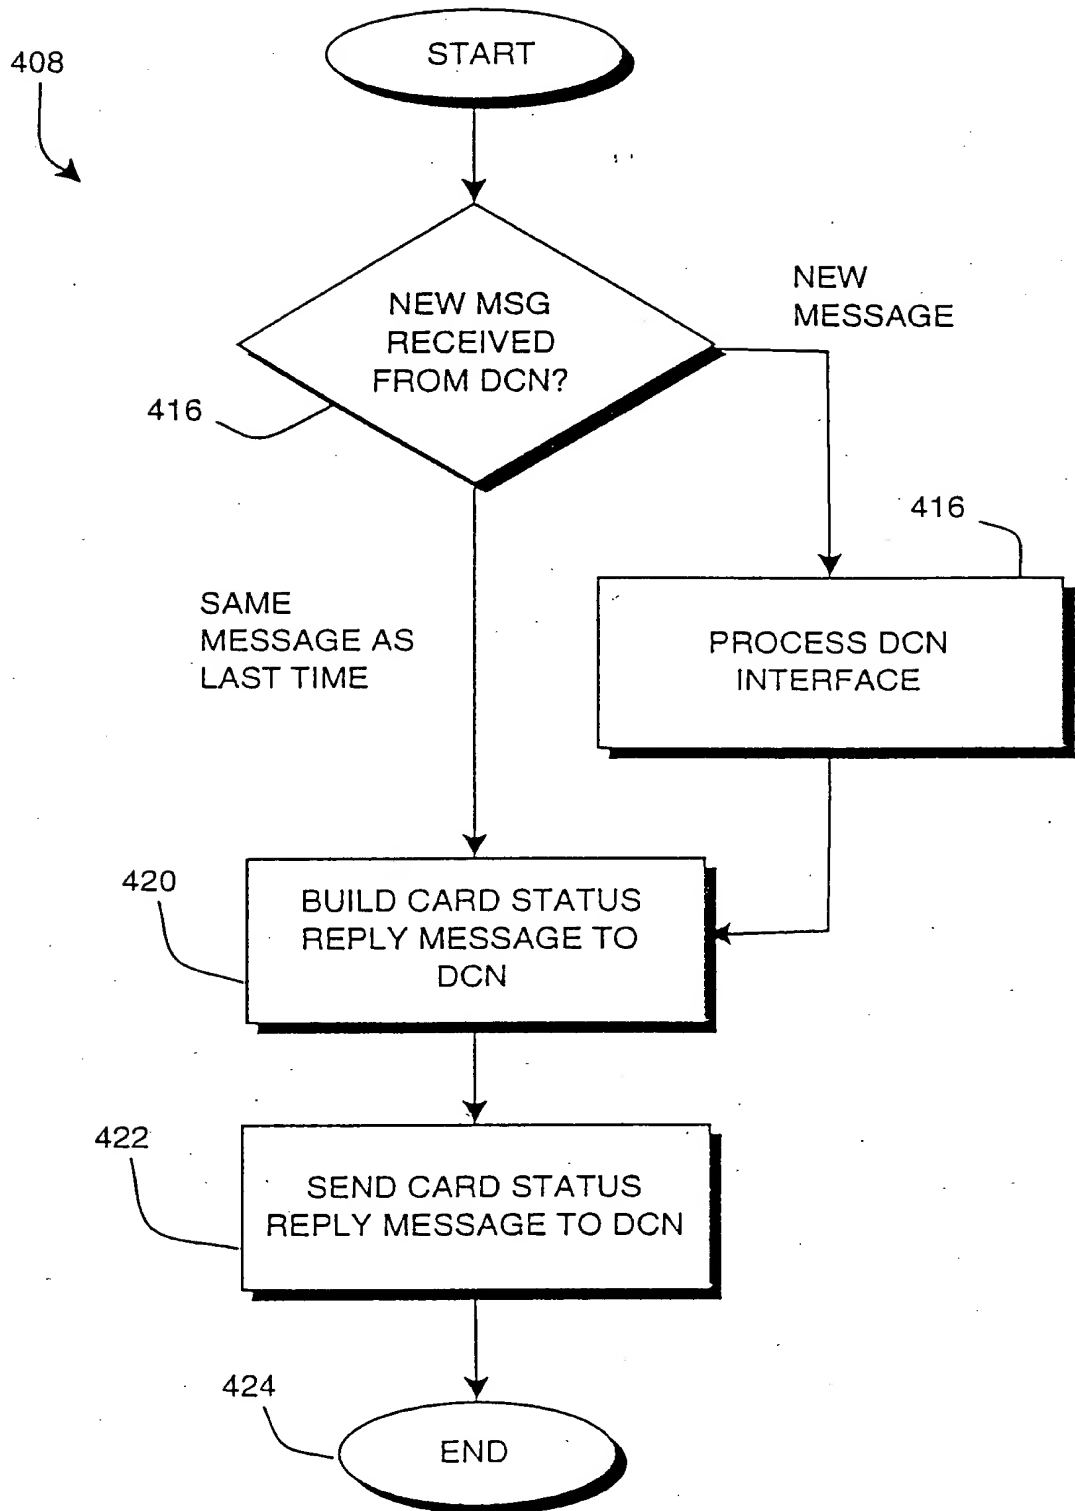 START
408
NEW MSG
RECEIVED
FROM DCN?
NEW
MESSAGE
416
416
SAME
MESSAGE AS
LAST TIME
PROCESS DCN
INTERFACE
420
BUILD CARD STATUS
REPLY MESSAGE TO
DCN
422
SEND CARD STATUS
REPLY MESSAGE TO DCN
424
END